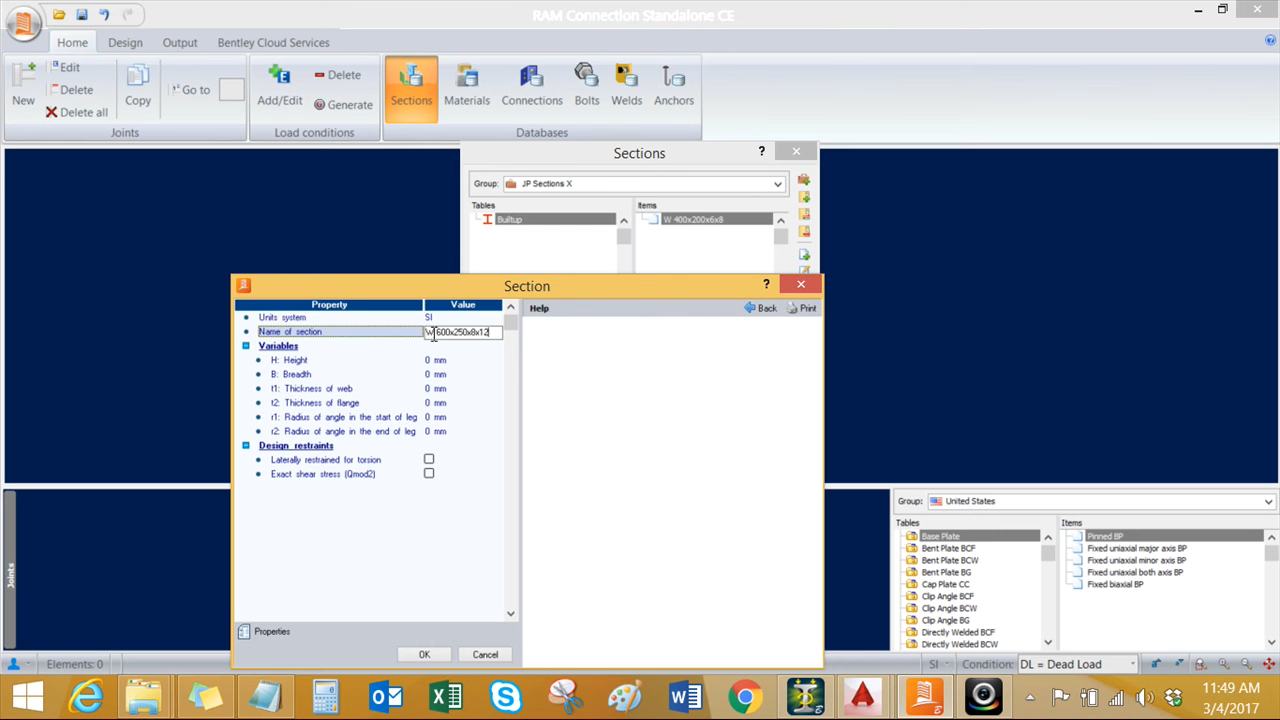 RAM Connection Standalone CE
Home Design Output Bentley Cloud Services
New Edit Delete Delete all Copy Go to
Joints
Add/Edit Delete Generate
Load conditions
Sections Materials Connections Bolts Welds Anchors
Databases
Sections ?
Group: JP Sections X
Tables Items
Builtup W 400x200x6x8
Section ?
Property Value Help Back Print
Units system SI
Name of section W 600x250x8x12
Variables
H: Height 0 mm
B: Breadth 0 mm
t1: Thickness of web 0 mm
t2: Thickness of flange 0 mm
r1: Radius of angle in the start of leg 0 mm
r2: Radius of angle in the end of leg 0 mm
Design restraints
Laterally restrained for torsion
Exact shear stress (Qmod2)
Properties
OK Cancel
Joints
Group: United States
Tables Items
Base Plate Pinned BP
Bent Plate BCF Fixed uniaxial major axis BP
Bent Plate BCW Fixed uniaxial minor axis BP
Bent Plate BG Fixed uniaxial both axis BP
Cap Plate CC Fixed biaxial BP
Clip Angle BCF
Clip Angle BCW
Clip Angle BG
Directly Welded BCF
Directly Welded BCW
Elements: 0 SI Condition: DL = Dead Load
11:49 AM
3/4/2017